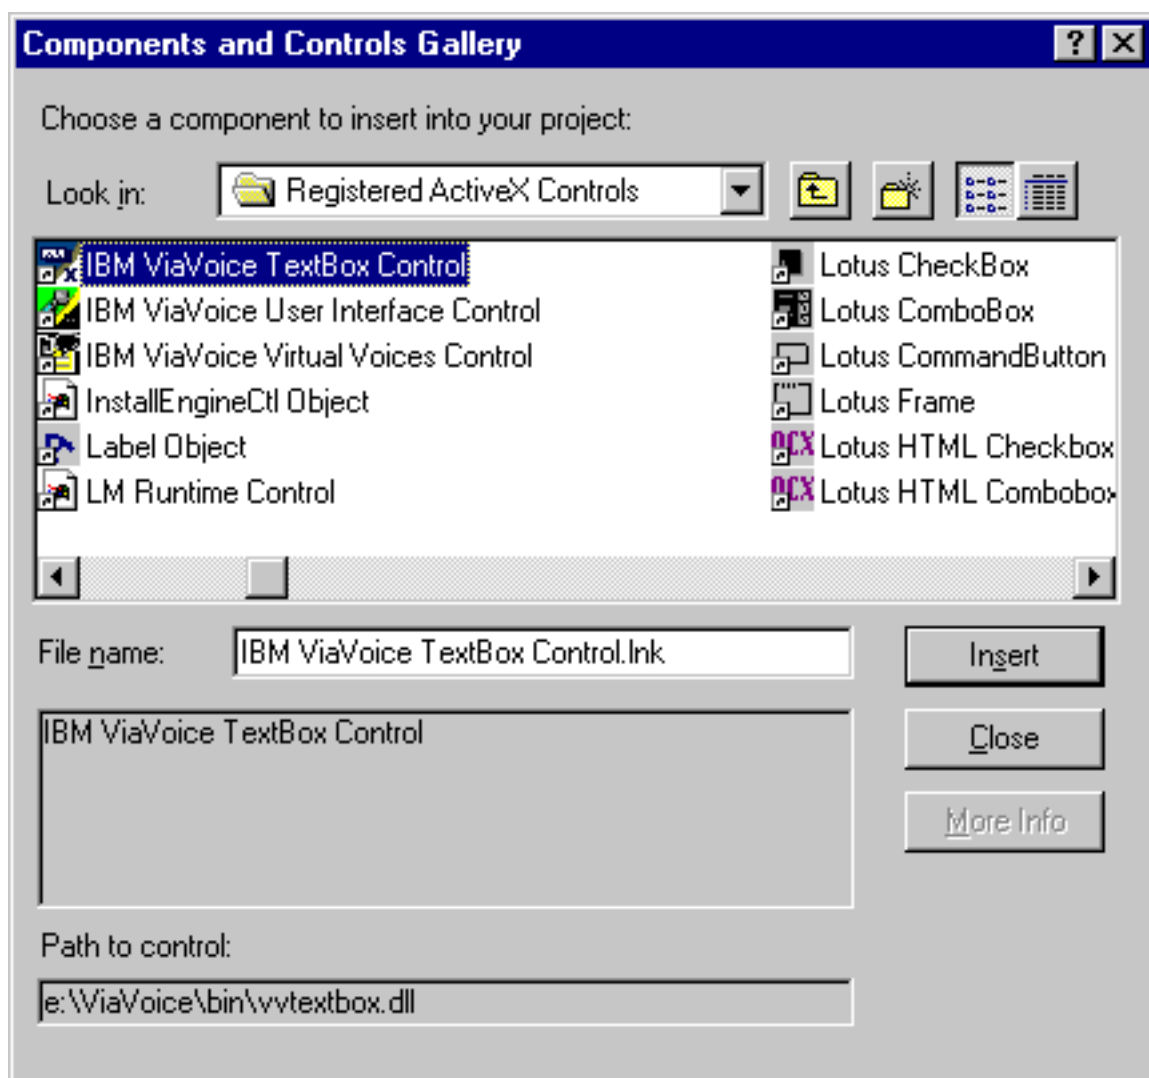 Components and Controls Gallery
Choose a component to insert into your project:
Look in: Registered ActiveX Controls
IBM ViaVoice TextBox Control
IBM ViaVoice User Interface Control
IBM ViaVoice Virtual Voices Control
InstallEngineCtl Object
Label Object
LM Runtime Control
Lotus CheckBox
Lotus ComboBox
Lotus CommandButton
Lotus Frame
OCX Lotus HTML Checkbox
OCX Lotus HTML Combobox
File name: IBM ViaVoice TextBox Control.lnk
Insert
IBM ViaVoice TextBox Control
Close
More Info
Path to control:
e:\ViaVoice\bin\vvtextbox.dll